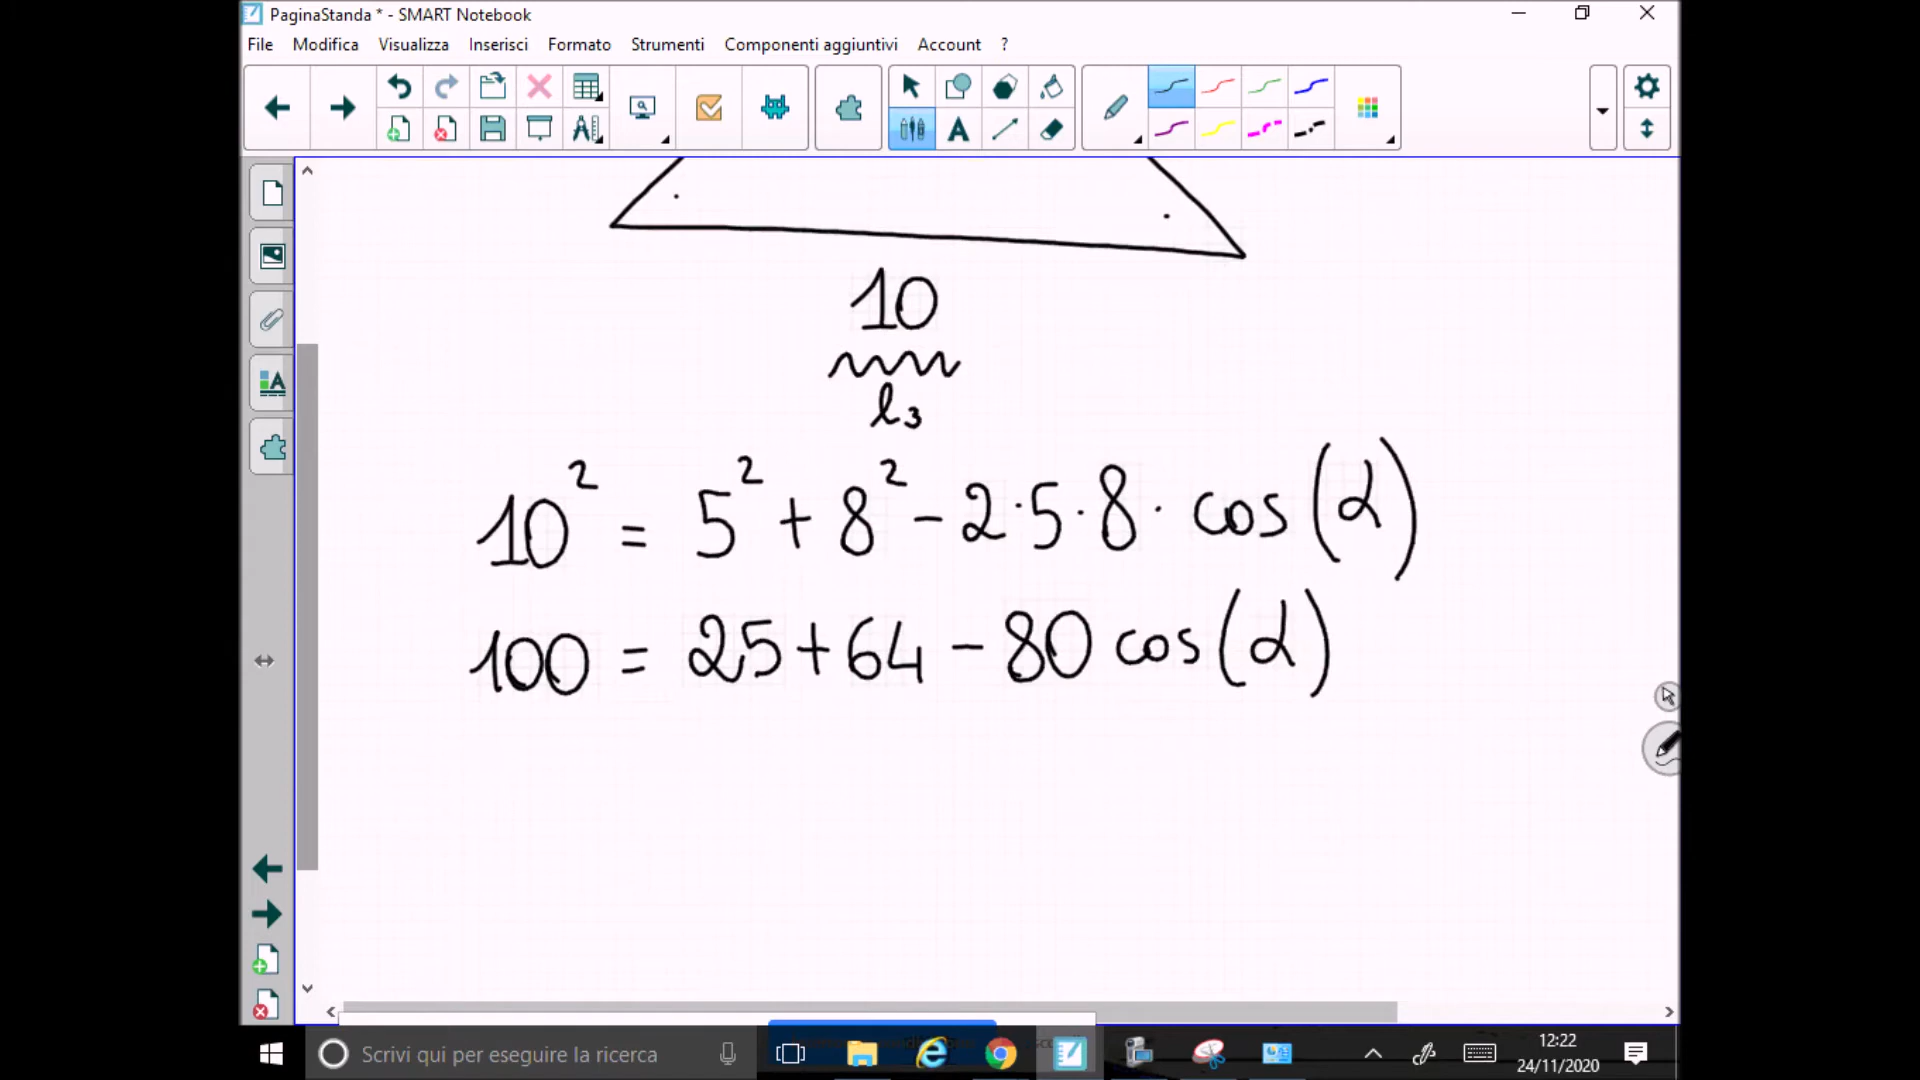 PaginaStanda * - SMART Notebook
File Modifica Visualizza Inserisci Formato Strumenti Componenti aggiuntivi Account ?
10
l₃
10² = 5² + 8² - 2·5·8· cos(α)
100 = 25 + 64 - 80 cos(α)
Scrivi qui per eseguire la ricerca
12:22
24/11/2020